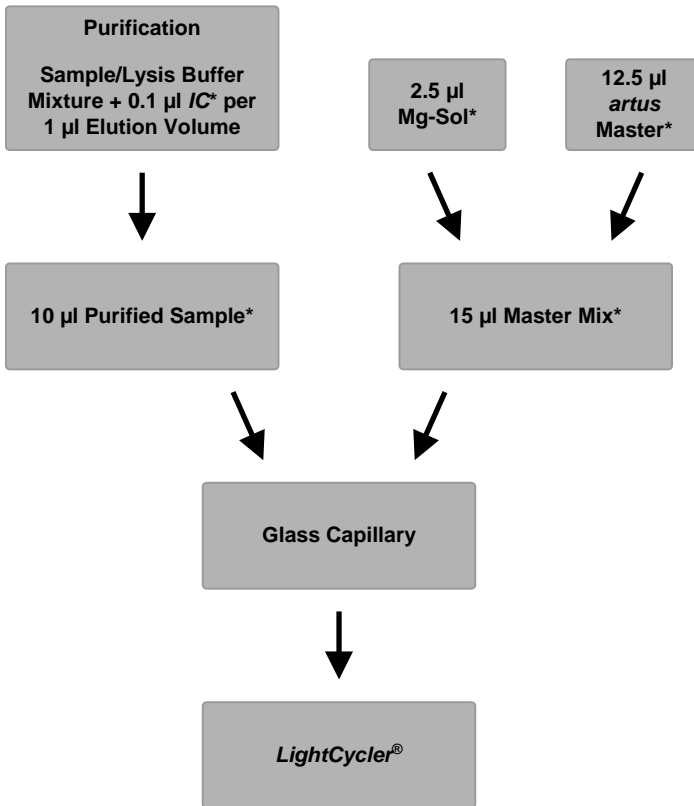 Purification
Sample/Lysis Buffer
Mixture + 0.1 µl IC* per
1 µl Elution Volume
2.5 µl
Mg-Sol*
12.5 µl
artus
Master*
10 µl Purified Sample*
15 µl Master Mix*
Glass Capillary
LightCycler®